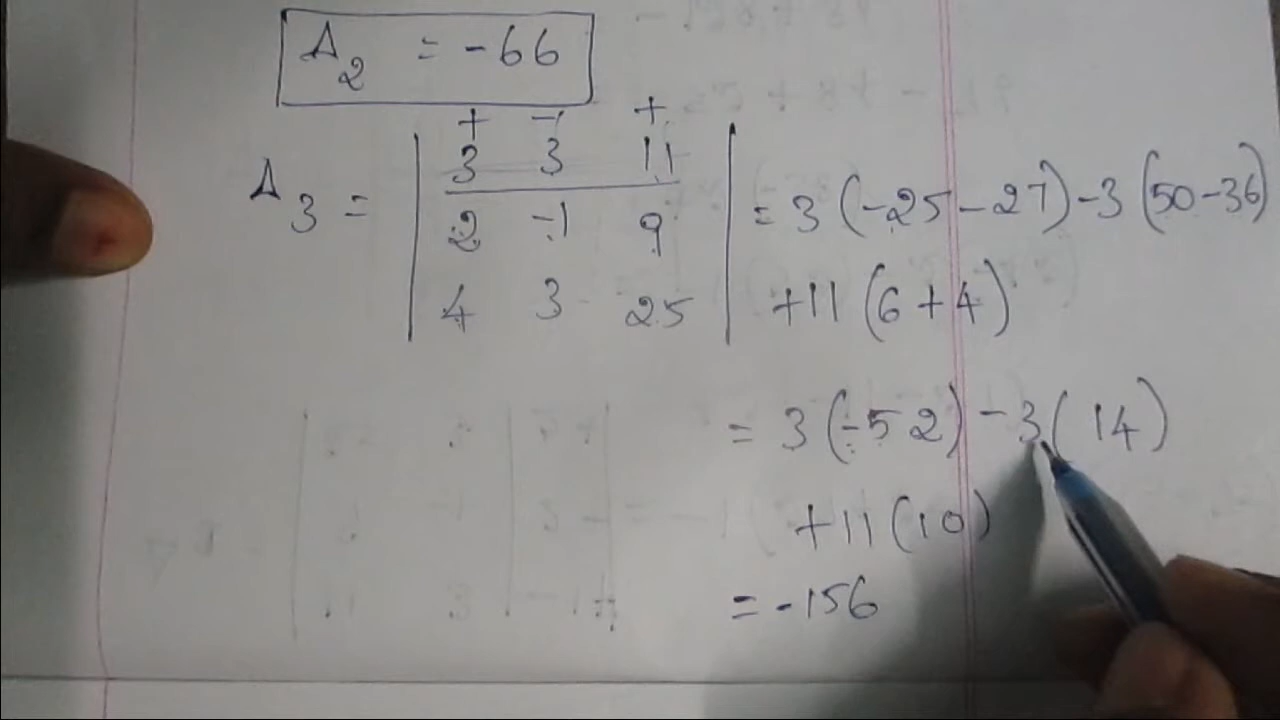 Δ₂ = -66
+ - +
Δ₃ = | 3 3 11 | = 3(-25-27)-3(50-36)
| 2 -1 9 | +11(6+4)
| 4 3 25 |
= 3(-52) -3(14)
+11(10)
= -156